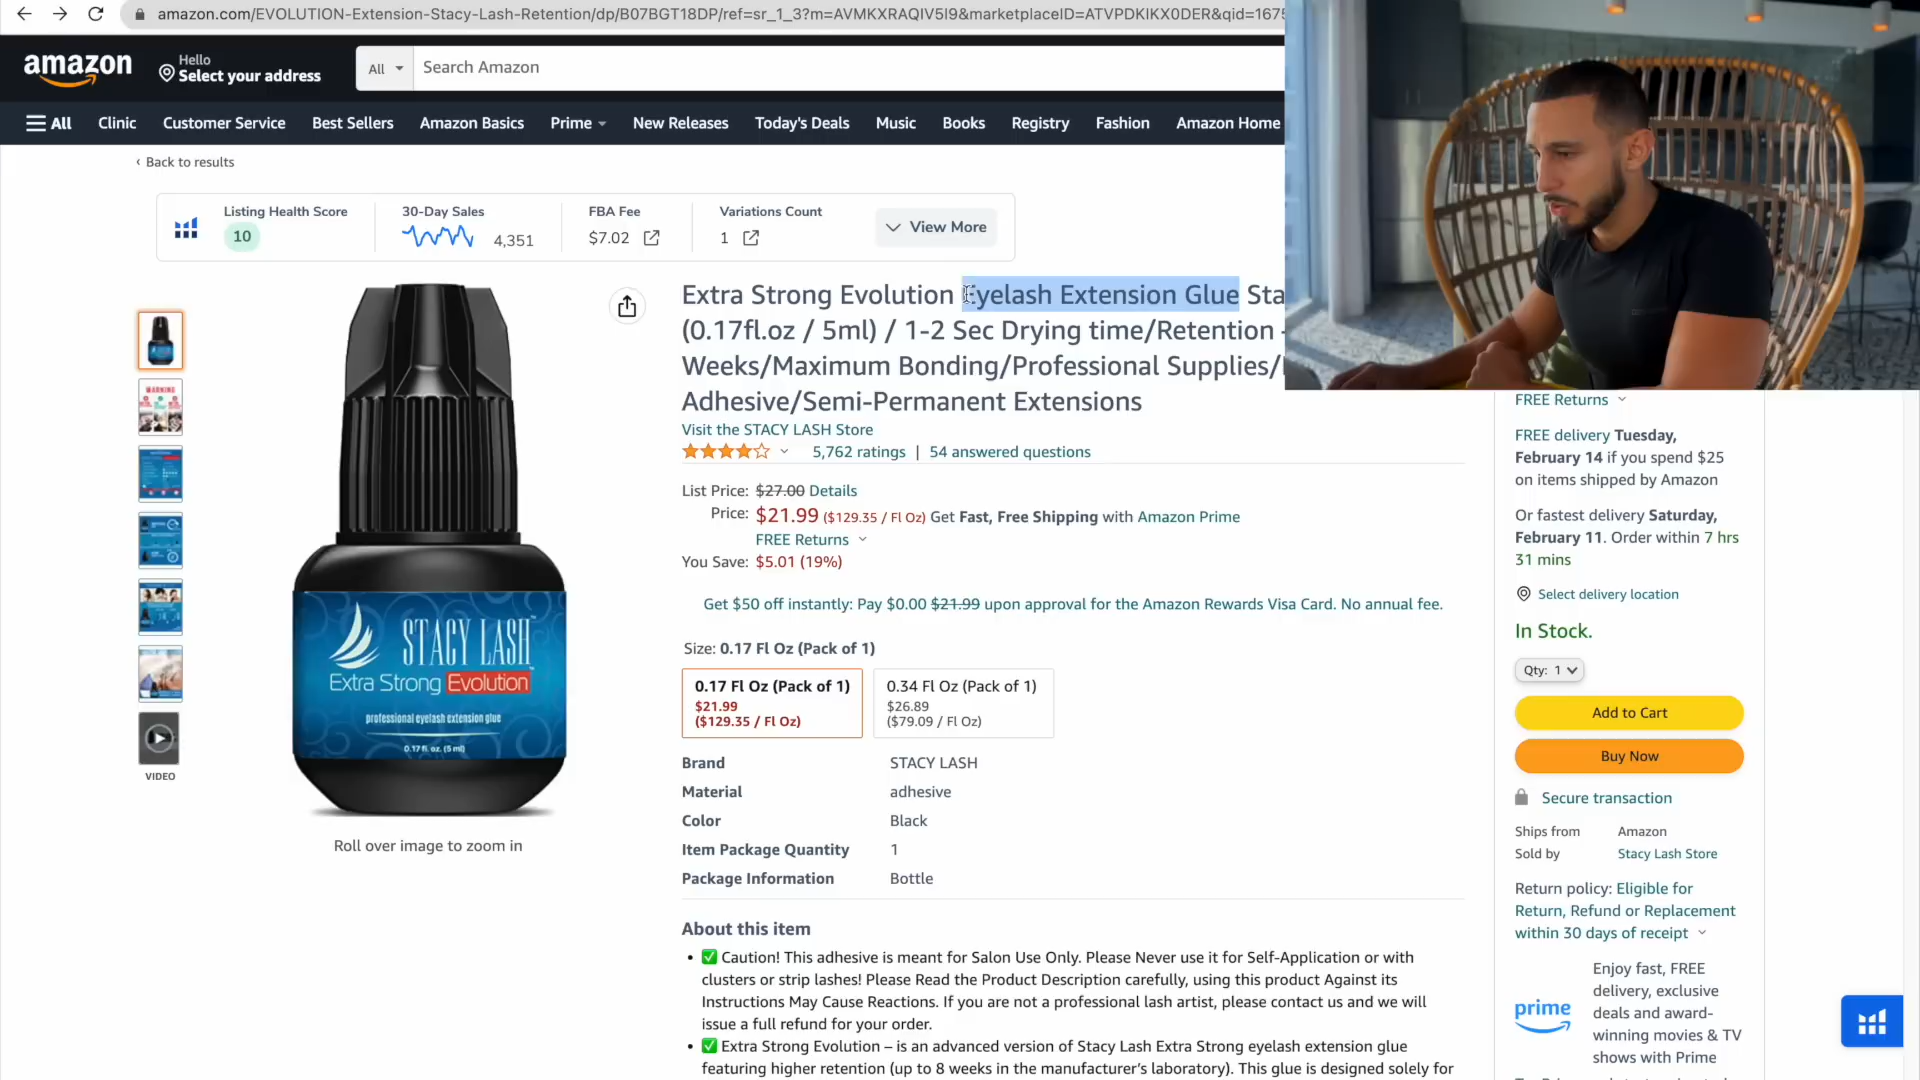 amazon.com/EVOLUTION-Extension-Stacy-Lash-Retention/dp/B07BGT18DP/ref=sr_1_3?m=AVMKXRAQIV5I9&marketplaceID=ATVPDKIKX0DER&qid=1675
amazon
Hello
Select your address
All
Search Amazon
All Clinic Customer Service Best Sellers Amazon Basics Prime New Releases Today's Deals Music Books Registry Fashion Amazon Home
‹ Back to results
Listing Health Score 30-Day Sales FBA Fee Variations Count
10 4,351 $7.02 1 View More
Extra Strong Evolution Eyelash Extension Glue Sta
(0.17fl.oz / 5ml) / 1-2 Sec Drying time/Retention -
Weeks/Maximum Bonding/Professional Supplies/
Adhesive/Semi-Permanent Extensions
Visit the STACY LASH Store
5,762 ratings | 54 answered questions
List Price: $27.00 Details
Price: $21.99 ($129.35 / Fl Oz) Get Fast, Free Shipping with Amazon Prime
FREE Returns
You Save: $5.01 (19%)
Get $50 off instantly: Pay $0.00 $21.99 upon approval for the Amazon Rewards Visa Card. No annual fee.
Size: 0.17 Fl Oz (Pack of 1)
0.17 Fl Oz (Pack of 1)
$21.99
($129.35 / Fl Oz)
0.34 Fl Oz (Pack of 1)
$26.89
($79.09 / Fl Oz)
Brand STACY LASH
Material adhesive
Color Black
Item Package Quantity 1
Package Information Bottle
About this item
• ✅ Caution! This adhesive is meant for Salon Use Only. Please Never use it for Self-Application or with
clusters or strip lashes! Please Read the Product Description carefully, using this product Against its
Instructions May Cause Reactions. If you are not a professional lash artist, please contact us and we will
issue a full refund for your order.
• ✅ Extra Strong Evolution – is an advanced version of Stacy Lash Extra Strong eyelash extension glue
featuring higher retention (up to 8 weeks in the manufacturer's laboratory). This glue is designed solely for
WARNING
VIDEO
STACY LASH™
Extra Strong Evolution
professional eyelash extension glue
0.17 fl. oz. (5 ml)
Roll over image to zoom in
FREE Returns
FREE delivery Tuesday,
February 14 if you spend $25
on items shipped by Amazon
Or fastest delivery Saturday,
February 11. Order within 7 hrs
31 mins
Select delivery location
In Stock.
Qty: 1
Add to Cart
Buy Now
Secure transaction
Ships from Amazon
Sold by Stacy Lash Store
Return policy: Eligible for
Return, Refund or Replacement
within 30 days of receipt
prime
Enjoy fast, FREE
delivery, exclusive
deals and award-
winning movies & TV
shows with Prime